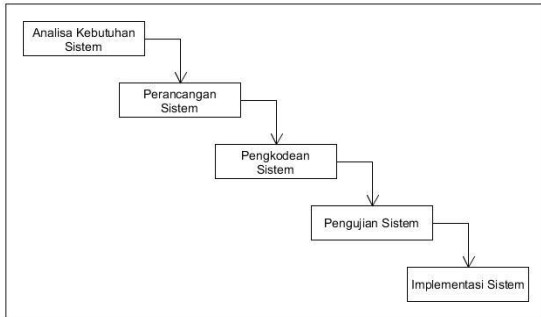 Analisa Kebutuhan
Sistem
Perancangan
Sistem
Pengkodean
Sistem
Pengujian Sistem
Implementasi Sistem